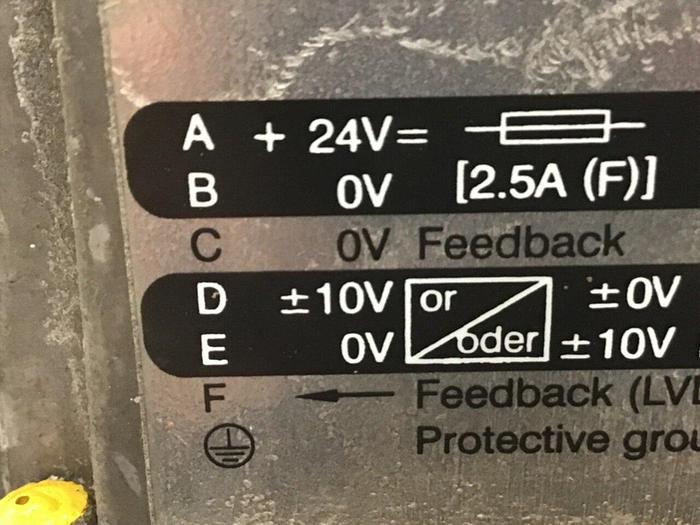 A + 24V=
B 0V [2.5A (F)]
C 0V Feedback
D ±10V or ±0V
E 0V oder ±10V
F Feedback
Protective